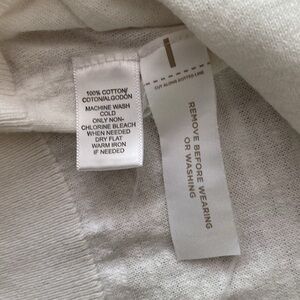 100% COTTON/
COTON/ALGODÓN
MACHINE WASH
COLD
ONLY NON-
CHLORINE BLEACH
WHEN NEEDED
DRY FLAT
WARM IRON
IF NEEDED
CUT ALONG DOTTED LINE
REMOVE BEFORE WEARING
OR WASHING